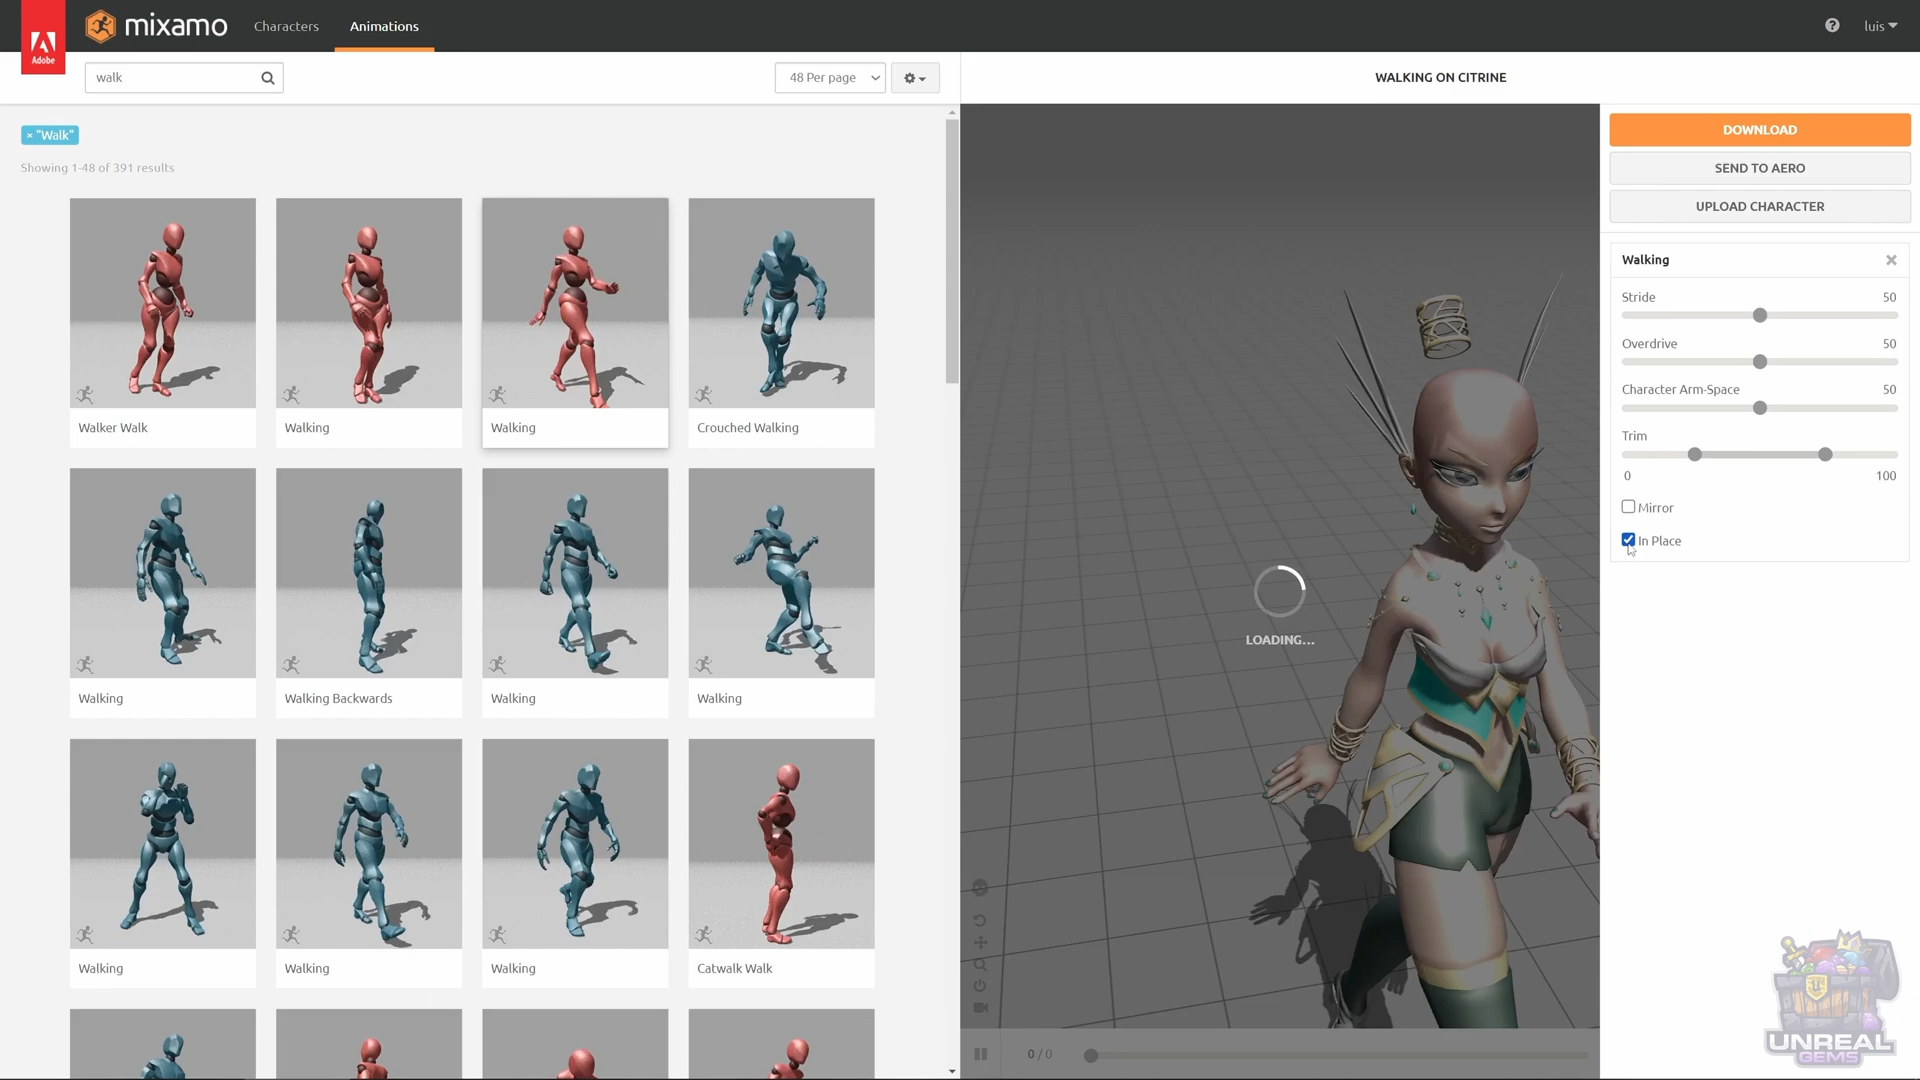 Adobe
mixamo
Characters
Animations
luis
walk
48 Per page
WALKING ON CITRINE
× "Walk"
Showing 1-48 of 391 results
Walker Walk
Walking
Walking
Crouched Walking
Walking
Walking Backwards
Walking
Walking
Walking
Walking
Walking
Catwalk Walk
LOADING...
0 / 0
DOWNLOAD
SEND TO AERO
UPLOAD CHARACTER
Walking
Stride 50
Overdrive 50
Character Arm-Space 50
Trim
0 100
Mirror
In Place
UNREAL
GEMS